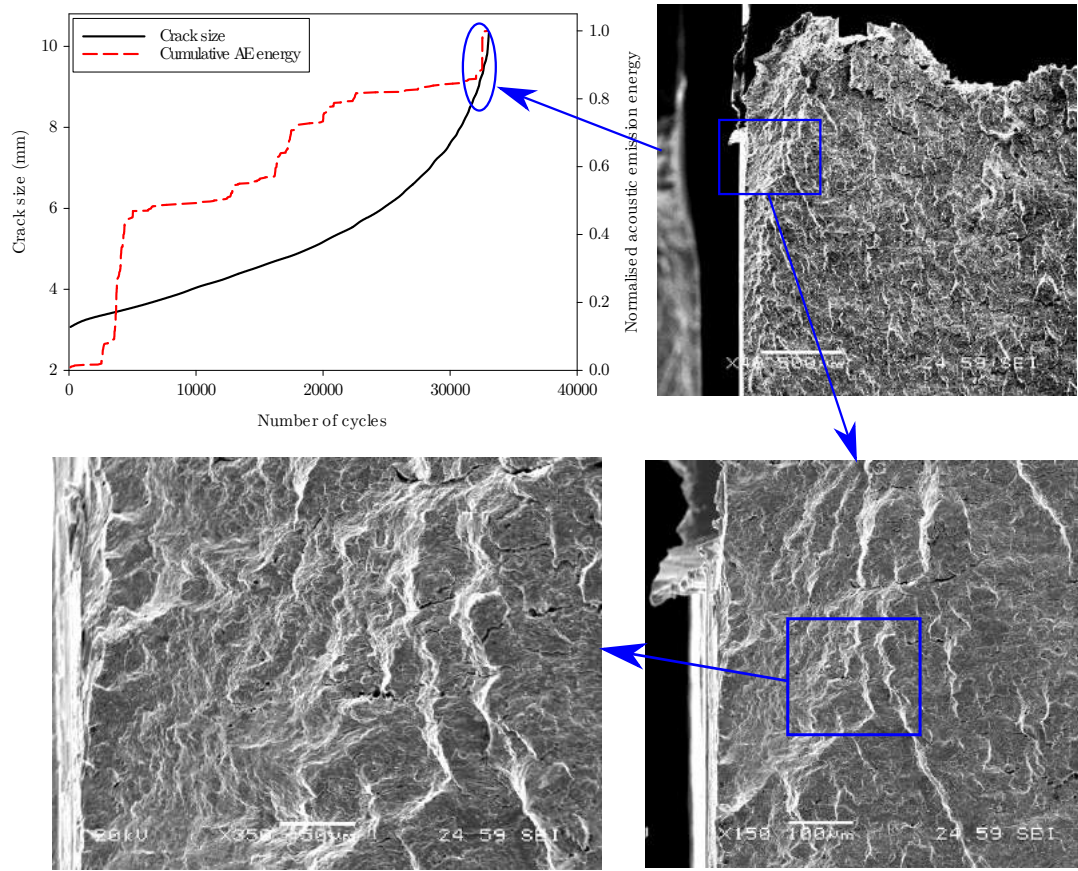 Crack size
Cumulative AE energy
10
8
6
4
2
Crack size (mm)
1.0
0.8
0.6
0.4
0.2
0.0
Normalised acoustic emission energy
0
10000
20000
30000
40000
Number of cycles
24 59 SEI
20kV X350 50µm 24 59 SEI
X150 100µm 24 59 SEI